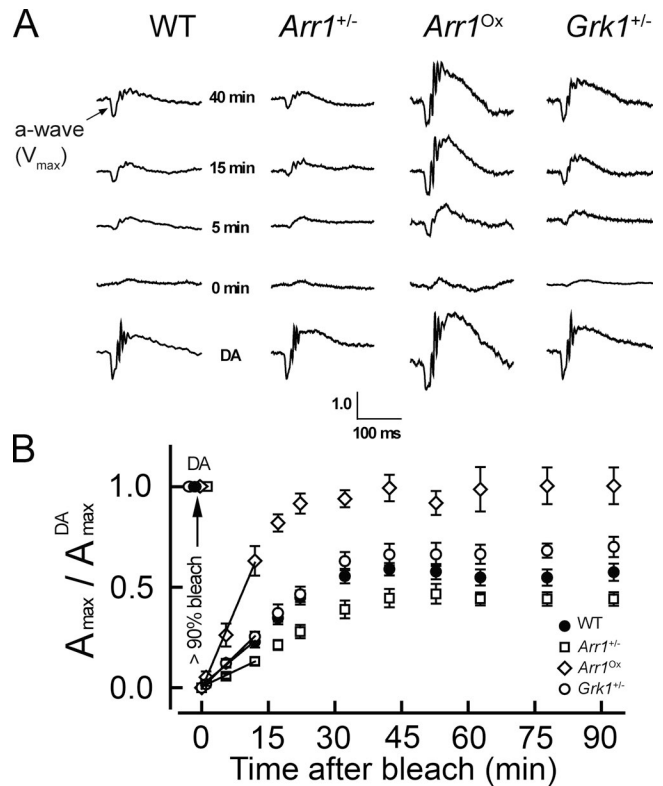 A
WT Arr1+/- Arr1Ox Grk1+/-
40 min
a-wave
(Vmax)
15 min
5 min
0 min
DA
1.0
100 ms
B
DA
> 90% bleach
Amax / ADAmax
1.0
0.5
0.0
WT
Arr1+/-
Arr1Ox
Grk1+/-
0 15 30 45 60 75 90
Time after bleach (min)